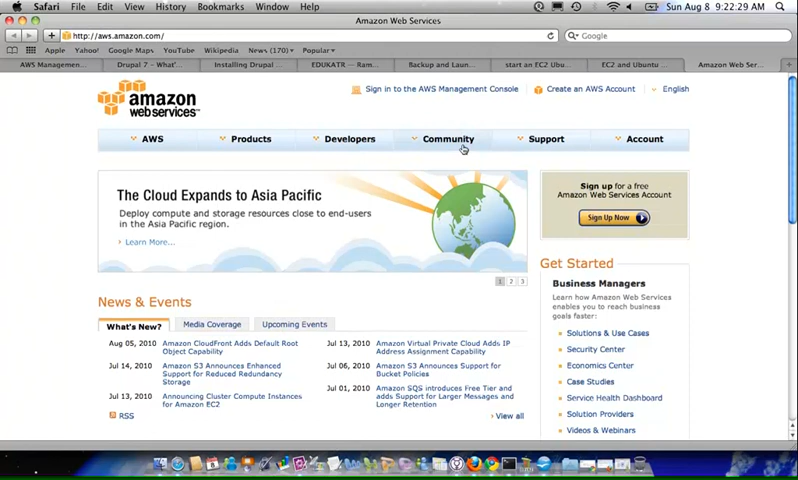 Safari File Edit View History Bookmarks Window Help Sun Aug 8 9:22:29 AM
Amazon Web Services
http://aws.amazon.com/ Google
Apple Yahoo! Google Maps YouTube Wikipedia News (170) Popular
AWS Managemen... Drupal 7 – What'... Installing Drupal EDUKATR — Ram... Backup and Laun... start an EC2 Ubu... EC2 and Ubuntu Amazon Web Ser...
amazon
web services™
Sign in to the AWS Management Console Create an AWS Account English
AWS Products Developers Community Support Account
The Cloud Expands to Asia Pacific
Deploy compute and storage resources close to end-users
in the Asia Pacific region.
Learn More...
1 2 3
Sign up for a free
Amazon Web Services Account
Sign Up Now
News & Events
What's New? Media Coverage Upcoming Events
Aug 05, 2010 Amazon CloudFront Adds Default Root
Object Capability
Jul 14, 2010 Amazon S3 Announces Enhanced
Support for Reduced Redundancy
Storage
Jul 13, 2010 Announcing Cluster Compute Instances
for Amazon EC2
RSS
Jul 13, 2010 Amazon Virtual Private Cloud Adds IP
Address Assignment Capability
Jul 06, 2010 Amazon S3 Announces Support for
Bucket Policies
Jul 01, 2010 Amazon SQS introduces Free Tier and
adds Support for Larger Messages and
Longer Retention
View all
Get Started
Business Managers
Learn how Amazon Web Services
enables you to reach business
goals faster:
Solutions & Use Cases
Security Center
Economics Center
Case Studies
Service Health Dashboard
Solution Providers
Videos & Webinars